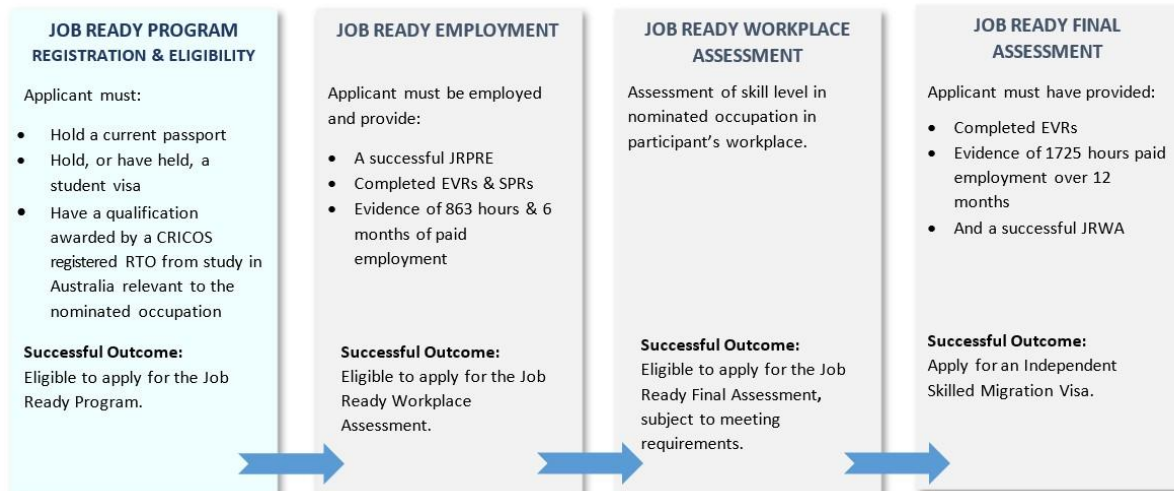 JOB READY PROGRAM
REGISTRATION & ELIGIBILITY
Applicant must:
• Hold a current passport
• Hold, or have held, a
student visa
• Have a qualification
awarded by a CRICOS
registered RTO from study in
Australia relevant to the
nominated occupation
Successful Outcome:
Eligible to apply for the Job
Ready Program.
JOB READY EMPLOYMENT
Applicant must be employed
and provide:
• A successful JRPRE
• Completed EVRs & SPRs
• Evidence of 863 hours & 6
months of paid
employment
Successful Outcome:
Eligible to apply for the Job
Ready Workplace
Assessment.
JOB READY WORKPLACE
ASSESSMENT
Assessment of skill level in
nominated occupation in
participant's workplace.
Successful Outcome:
Eligible to apply for the Job
Ready Final Assessment,
subject to meeting
requirements.
JOB READY FINAL
ASSESSMENT
Applicant must have provided:
• Completed EVRs
• Evidence of 1725 hours paid
employment over 12
months
• And a successful JRWA
Successful Outcome:
Apply for an Independent
Skilled Migration Visa.